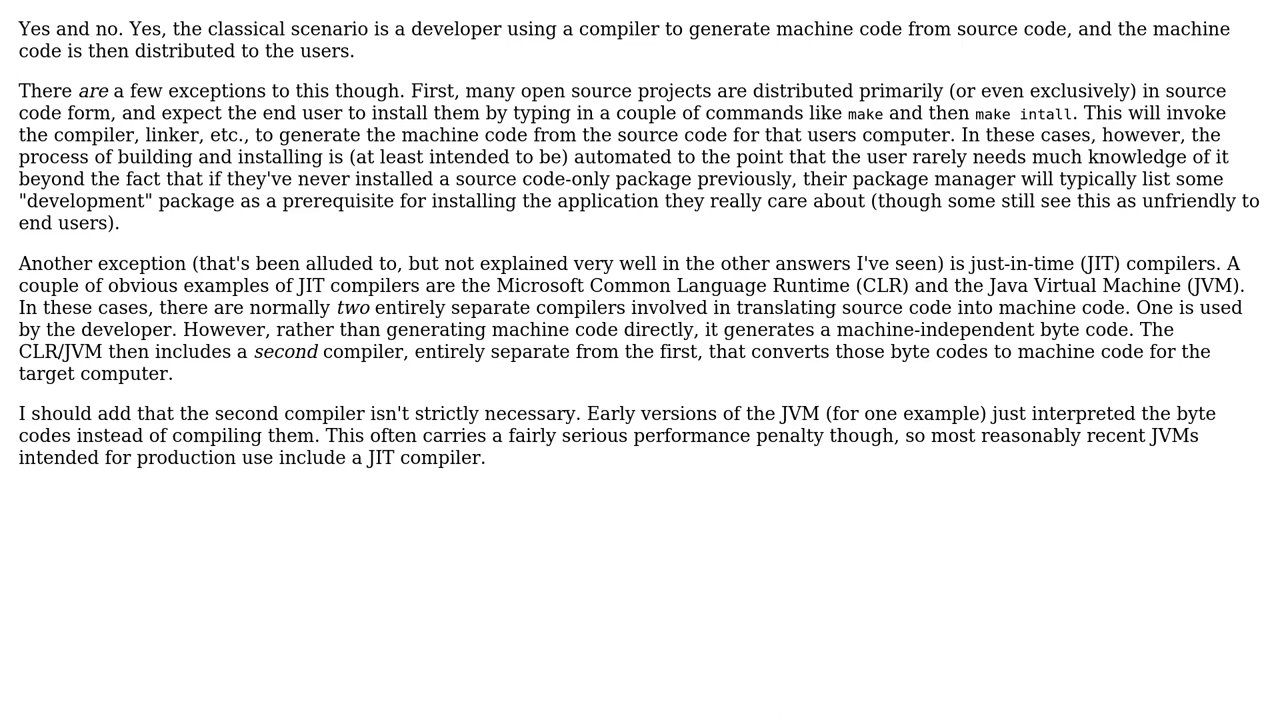 Yes and no. Yes, the classical scenario is a developer using a compiler to generate machine code from source code, and the machine
code is then distributed to the users.
There are a few exceptions to this though. First, many open source projects are distributed primarily (or even exclusively) in source
code form, and expect the end user to install them by typing in a couple of commands like make and then make intall. This will invoke
the compiler, linker, etc., to generate the machine code from the source code for that users computer. In these cases, however, the
process of building and installing is (at least intended to be) automated to the point that the user rarely needs much knowledge of it
beyond the fact that if they've never installed a source code-only package previously, their package manager will typically list some
"development" package as a prerequisite for installing the application they really care about (though some still see this as unfriendly to
end users).
Another exception (that's been alluded to, but not explained very well in the other answers I've seen) is just-in-time (JIT) compilers. A
couple of obvious examples of JIT compilers are the Microsoft Common Language Runtime (CLR) and the Java Virtual Machine (JVM).
In these cases, there are normally two entirely separate compilers involved in translating source code into machine code. One is used
by the developer. However, rather than generating machine code directly, it generates a machine-independent byte code. The
CLR/JVM then includes a second compiler, entirely separate from the first, that converts those byte codes to machine code for the
target computer.
I should add that the second compiler isn't strictly necessary. Early versions of the JVM (for one example) just interpreted the byte
codes instead of compiling them. This often carries a fairly serious performance penalty though, so most reasonably recent JVMs
intended for production use include a JIT compiler.